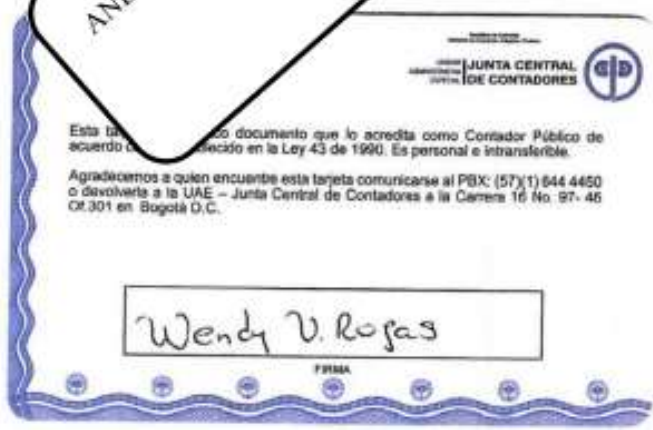 JUNTA CENTRAL
DE CONTADORES
Esta documento que lo acredita como Contador Público de
acuerdo en la Ley 43 de 1990. Es personal e intransferible.
Agradecemos a quien encuentre esta tarjeta comunicarse al PBX: (57)(1) 644 4450
o devolverla a la UAE – Junta Central de Contadores a la Carrera 16 No. 97- 46
Of.301 en Bogotá D.C.
Wendy V. Rojas
FIRMA